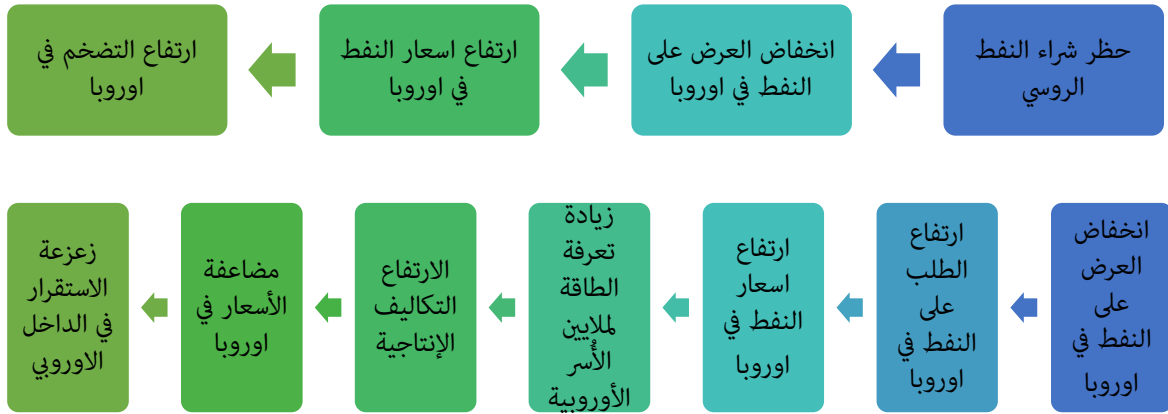 حظر شراء النفط
الروسي
انخفاض العرض على
النفط في اوروبا
ارتفاع اسعار النفط
في اوروبا
ارتفاع التضخم في
اوروبا
انخفاض
العرض
على
النفط في
اوروبا
ارتفاع
الطلب
على
النفط في
اوروبا
ارتفاع
اسعار
النفط في
اوروبا
زيادة
تعرفة
الطاقة
لملايين
الأُسر
الأوروبية
الارتفاع
التكاليف
الإنتاجية
مضاعفة
الأسعار في
اوروبا
زعزعة
الاستقرار
في الداخل
الاوروبي